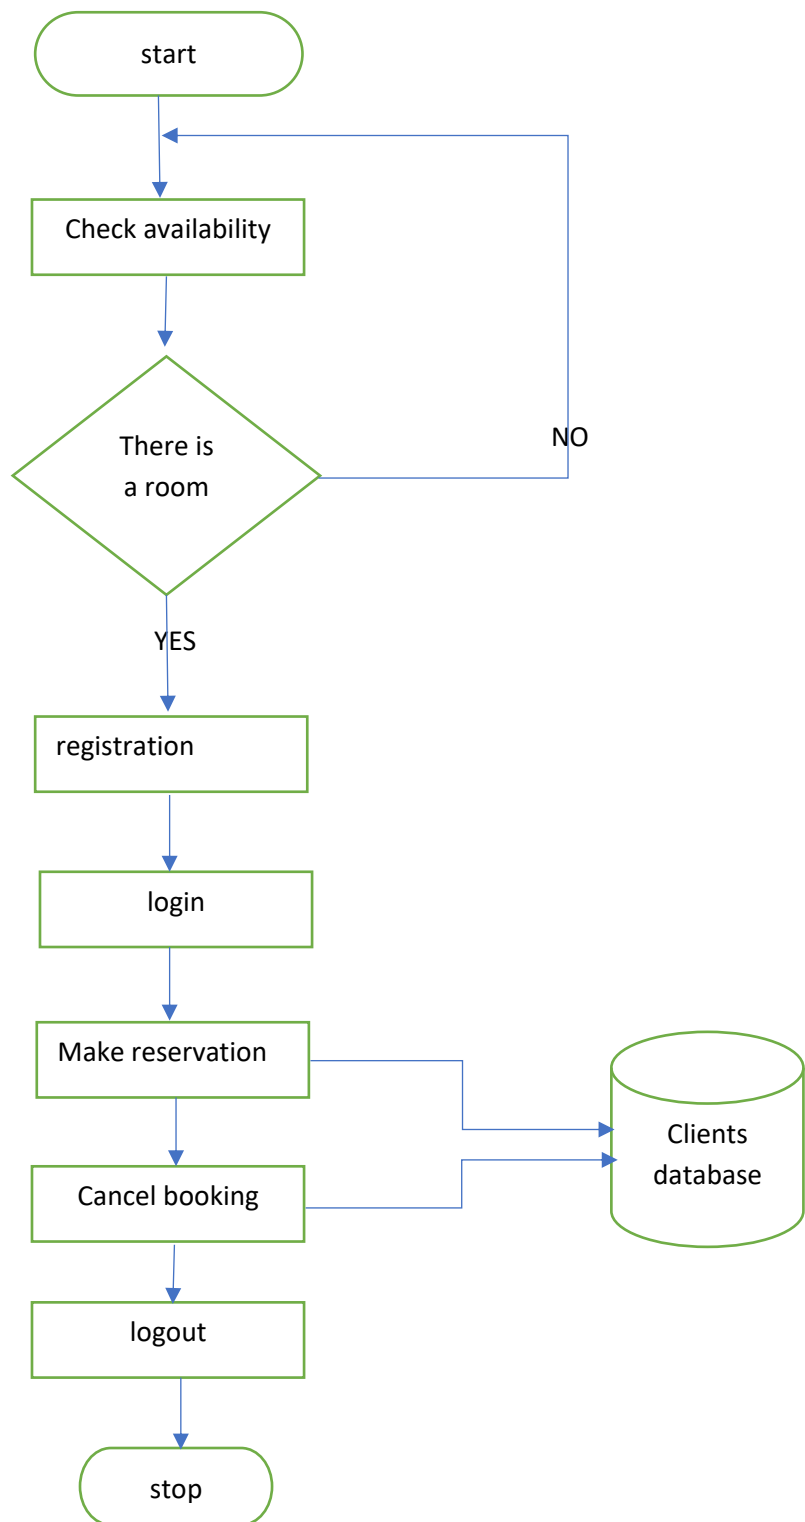 start
Check availability
There is
a room
NO
YES
registration
login
Make reservation
Clients
database
Cancel booking
logout
stop